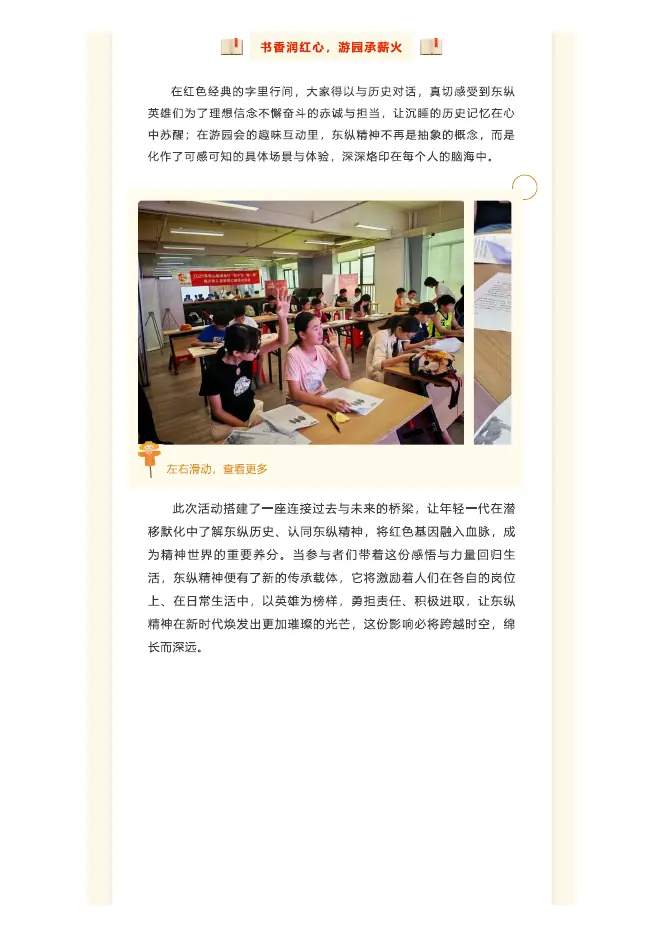 书香润红心，游园承薪火
在红色经典的字里行间，大家得以与历史对话，真切感受到东纵
英雄们为了理想信念不懈奋斗的赤诚与担当，让沉睡的历史记忆在心
中苏醒；在游园会的趣味互动里，东纵精神不再是抽象的概念，而是
化作了可感可知的具体场景与体验，深深烙印在每个人的脑海中。
左右滑动，查看更多
此次活动搭建了一座连接过去与未来的桥梁，让年轻一代在潜
移默化中了解东纵历史、认同东纵精神，将红色基因融入血脉，成
为精神世界的重要养分。当参与者们带着这份感悟与力量回归生
活，东纵精神便有了新的传承载体，它将激励着人们在各自的岗位
上、在日常生活中，以英雄为榜样，勇担责任、积极进取，让东纵
精神在新时代焕发出更加璀璨的光芒，这份影响必将跨越时空，绵
长而深远。